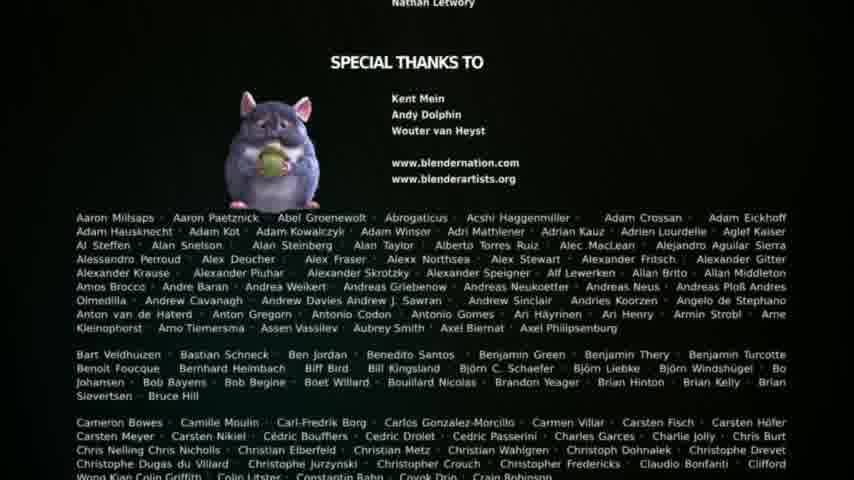 Nathan Letwory
SPECIAL THANKS TO
Kent Mein
Andy Dolphin
Wouter van Heyst
www.blendernation.com
www.blenderartists.org
Aaron Millsaps · Aaron Paetznick · Abel Groenewolt · Abrogaticus · Acshi Haggenmiller · Adam Crossan · Adam Eickhoff
Adam Hausknecht · Adam Kot · Adam Kowalczyk · Adam Winsor · Adri Mathlener · Adrian Kauz · Adrien Lourdelle · Aglef Kaiser
AJ Steffen · Alan Snelson · Alan Steinberg · Alan Taylor · Alberto Torres Ruiz · Alec MacLean · Alejandro Aguilar Sierra
Alessandro Perroud · Alex Deucher · Alex Fraser · Alexx Northsea · Alex Stewart · Alexander Fritsch · Alexander Gitter
Alexander Krause · Alexander Pluhar · Alexander Skrotzky · Alexander Speigner · Alf Lewerken · Allan Brito · Allan Middleton
Amos Brocco · Andre Baran · Andrea Weikert · Andreas Griebenow · Andreas Neukoetter · Andreas Neus · Andreas Ploß Andres
Olmedilla · Andrew Cavanagh · Andrew Davies Andrew J. Sawran · Andrew Sinclair · Andries Koorzen · Angelo de Stephano
Anton van de Haterd · Anton Gregorn · Antonio Codon · Antonio Gomes · Ari Häyrinen · Ari Henry · Armin Strobl · Arne
Kleinophorst · Arno Tiemersma · Assen Vassilev · Aubrey Smith · Axel Biernat · Axel Philipsenburg
Bart Veldhuizen · Bastian Schneck · Ben Jordan · Benedito Santos · Benjamin Green · Benjamin Thery · Benjamin Turcotte
Benoit Foucque · Bernhard Heimbach · Biff Bird · Bill Kingsland · Björn C. Schaefer · Björn Liebke · Björn Windshügel · Bo
Johansen · Bob Bayens · Bob Begine · Boet Willard · Bouillard Nicolas · Brandon Yeager · Brian Hinton · Brian Kelly · Brian
Sievertsen · Bruce Hill
Cameron Bowes · Camille Moulin · Carl-Fredrik Borg · Carlos Gonzalez-Morcillo · Carmen Villar · Carsten Fisch · Carsten Höfer
Carsten Meyer · Carsten Nikiel · Cédric Bouffiers · Cedric Drolet · Cedric Passerini · Charles Garces · Charlie Jolly · Chris Burt
Chris Nelling Chris Nicholls · Christian Elberfeld · Christian Metz · Christian Wahlgren · Christoph Dohnalek · Christophe Drevet
Christophe Dugas du Villard · Christophe Jurzynski · Christopher Crouch · Christopher Fredericks · Claudio Bonfanti · Clifford
Wong Kian Colin Griffith · Colin Litster · Constantin Rahn · Coyok Drio · Craig Robinson